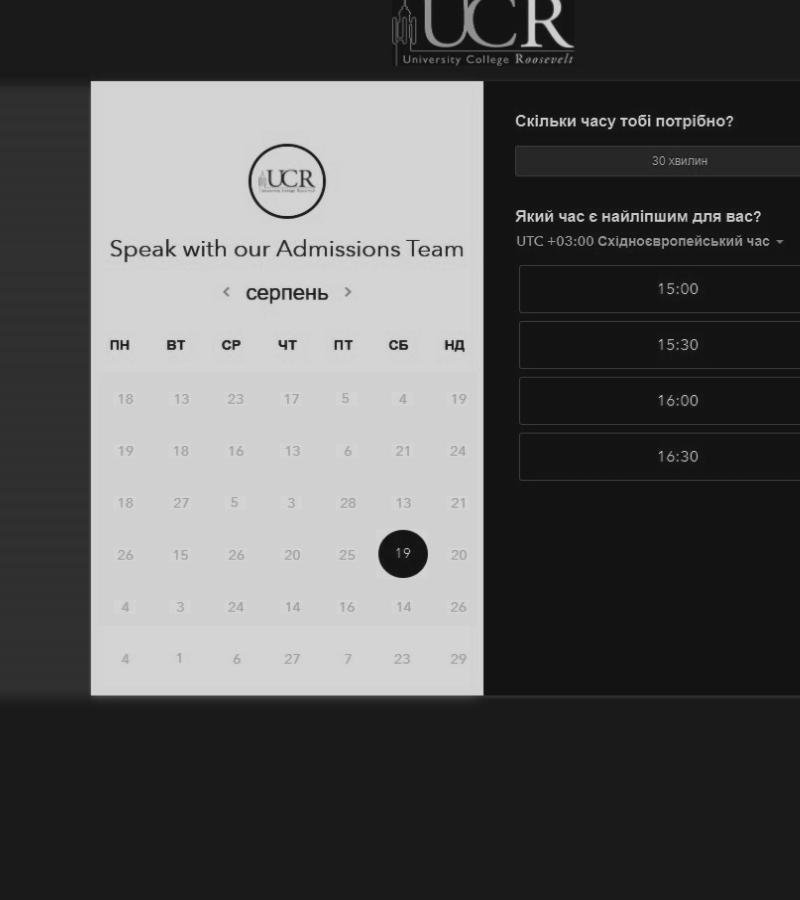 UCR
University College Roosevelt
UCR
Speak with our Admissions Team
< серпень >
ПН ВТ СР ЧТ ПТ СБ НД
18 13 23 17 5 4 19
19 18 16 13 6 21 24
18 27 5 3 28 13 21
26 15 26 20 25 19 20
4 3 24 14 16 14 26
4 1 6 27 7 23 29
Скільки часу тобі потрібно?
30 хвилин
Який час є найліпшим для вас?
UTC +03:00 Східноєвропейський час
15:00
15:30
16:00
16:30